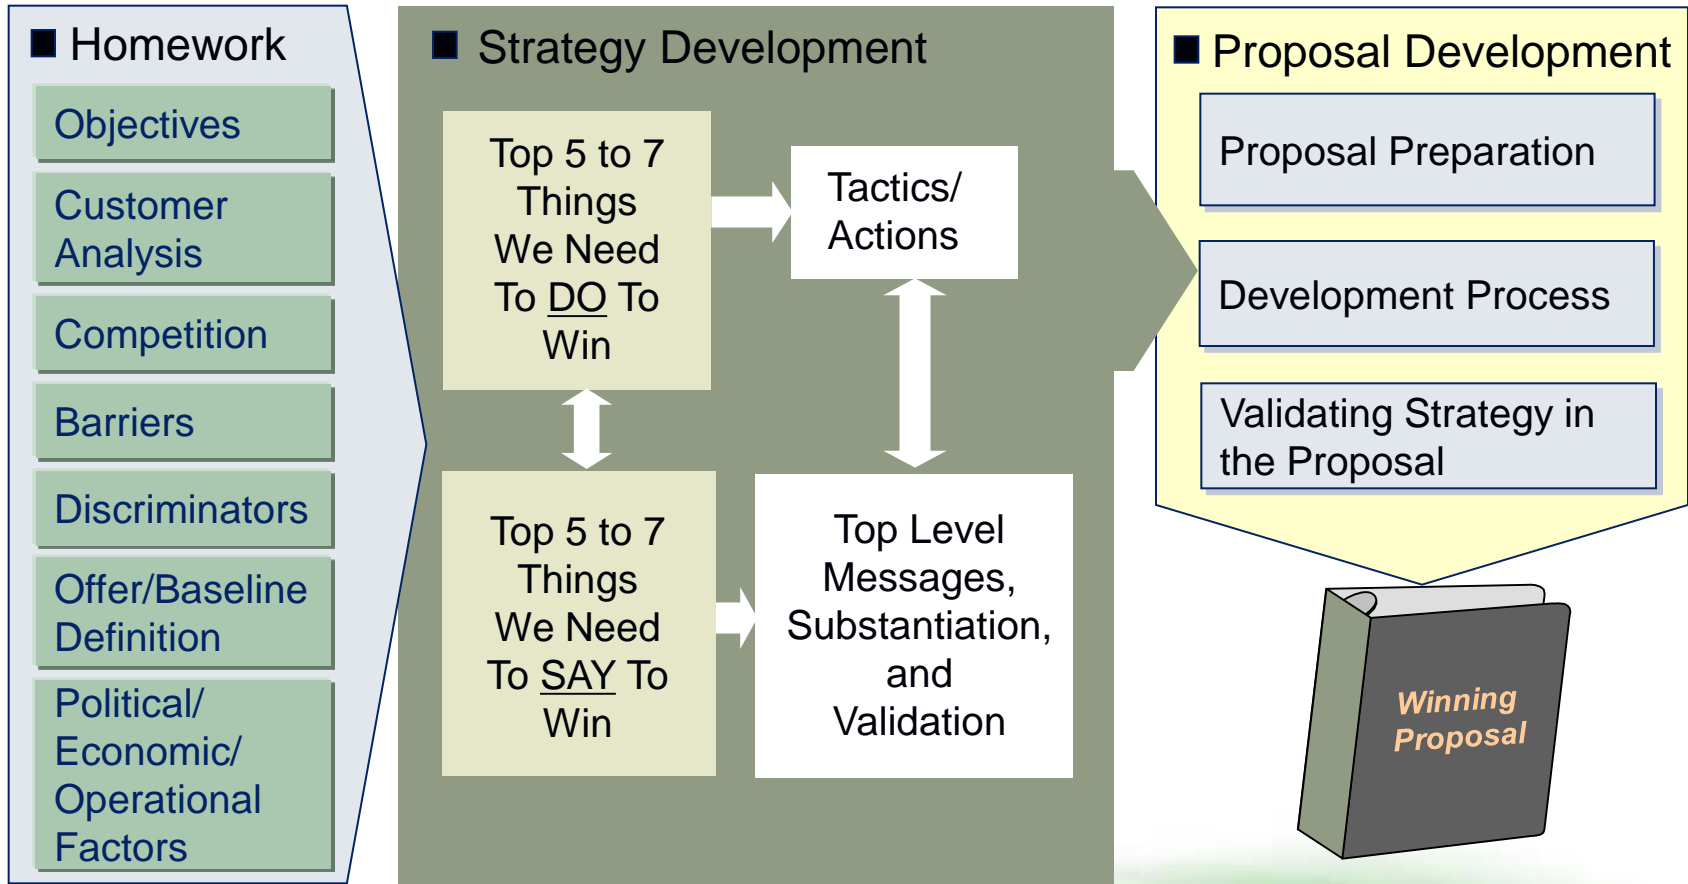 Homework
Objectives
Customer
Analysis
Competition
Barriers
Discriminators
Offer/Baseline
Definition
Political/
Economic/
Operational
Factors
Strategy Development
Top 5 to 7
Things
We Need
To DO To
Win
Tactics/
Actions
Top 5 to 7
Things
We Need
To SAY To
Win
Top Level
Messages,
Substantiation,
and
Validation
Proposal Development
Proposal Preparation
Development Process
Validating Strategy in
the Proposal
Winning
Proposal